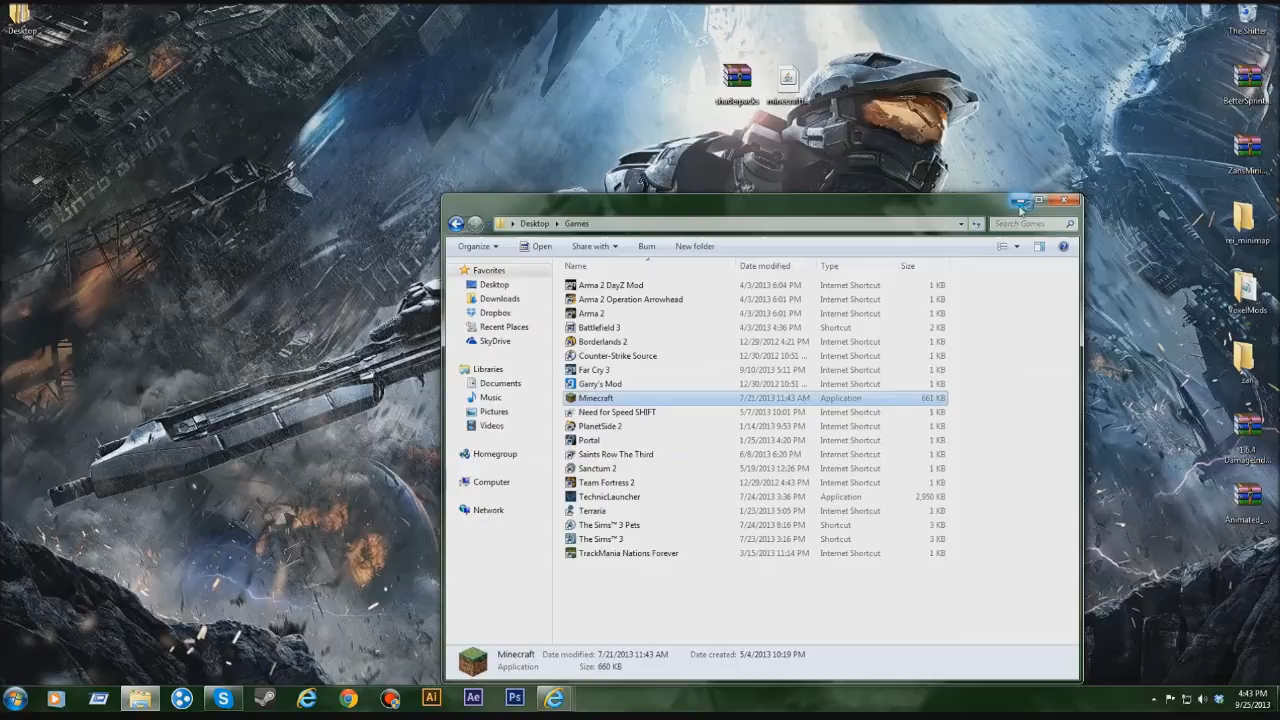 Desktop
The Shitter
shaderpacks
BetterSprint...
ZansMini...
rei_minimap
VoxelMods
zan
1.6.4
DamageInd...
Animated_...
Desktop
Games
Search Games
Organize
Open
Share with
Burn
New folder
Name
Date modified
Type
Size
Favorites
Desktop
Downloads
Dropbox
Recent Places
SkyDrive
Libraries
Documents
Music
Pictures
Videos
Homegroup
Computer
Network
Arma 2 DayZ Mod 4/3/2013 6:04 PM Internet Shortcut 1 KB
Arma 2 Operation Arrowhead 4/3/2013 6:01 PM Internet Shortcut 1 KB
Arma 2 4/3/2013 6:01 PM Internet Shortcut 1 KB
Battlefield 3 4/3/2013 4:36 PM Shortcut 2 KB
Borderlands 2 12/29/2012 4:21 PM Internet Shortcut 1 KB
Counter-Strike Source 12/30/2012 10:51 ... Internet Shortcut 1 KB
Far Cry 3 9/10/2013 5:11 PM Internet Shortcut 1 KB
Garry's Mod 12/30/2012 10:51 ... Internet Shortcut 1 KB
Minecraft 7/21/2013 11:43 AM Application 661 KB
Need for Speed SHIFT 5/7/2013 10:01 PM Internet Shortcut 1 KB
PlanetSide 2 1/14/2013 9:53 PM Internet Shortcut 1 KB
Portal 1/25/2013 4:20 PM Internet Shortcut 1 KB
Saints Row The Third 6/8/2013 6:20 PM Internet Shortcut 1 KB
Sanctum 2 5/19/2013 12:26 PM Internet Shortcut 1 KB
Team Fortress 2 12/29/2012 4:43 PM Internet Shortcut 1 KB
TechnicLauncher 7/24/2013 3:36 PM Application 2,950 KB
Terraria 1/23/2013 5:05 PM Internet Shortcut 1 KB
The Sims™ 3 Pets 7/24/2013 8:16 PM Shortcut 3 KB
The Sims™ 3 7/23/2013 3:16 PM Shortcut 3 KB
TrackMania Nations Forever 3/15/2013 11:14 PM Internet Shortcut 1 KB
Minecraft Date modified: 7/21/2013 11:43 AM Date created: 5/4/2013 10:19 PM
Application Size: 660 KB
Ai
Ae
Ps
4:43 PM
9/25/2013